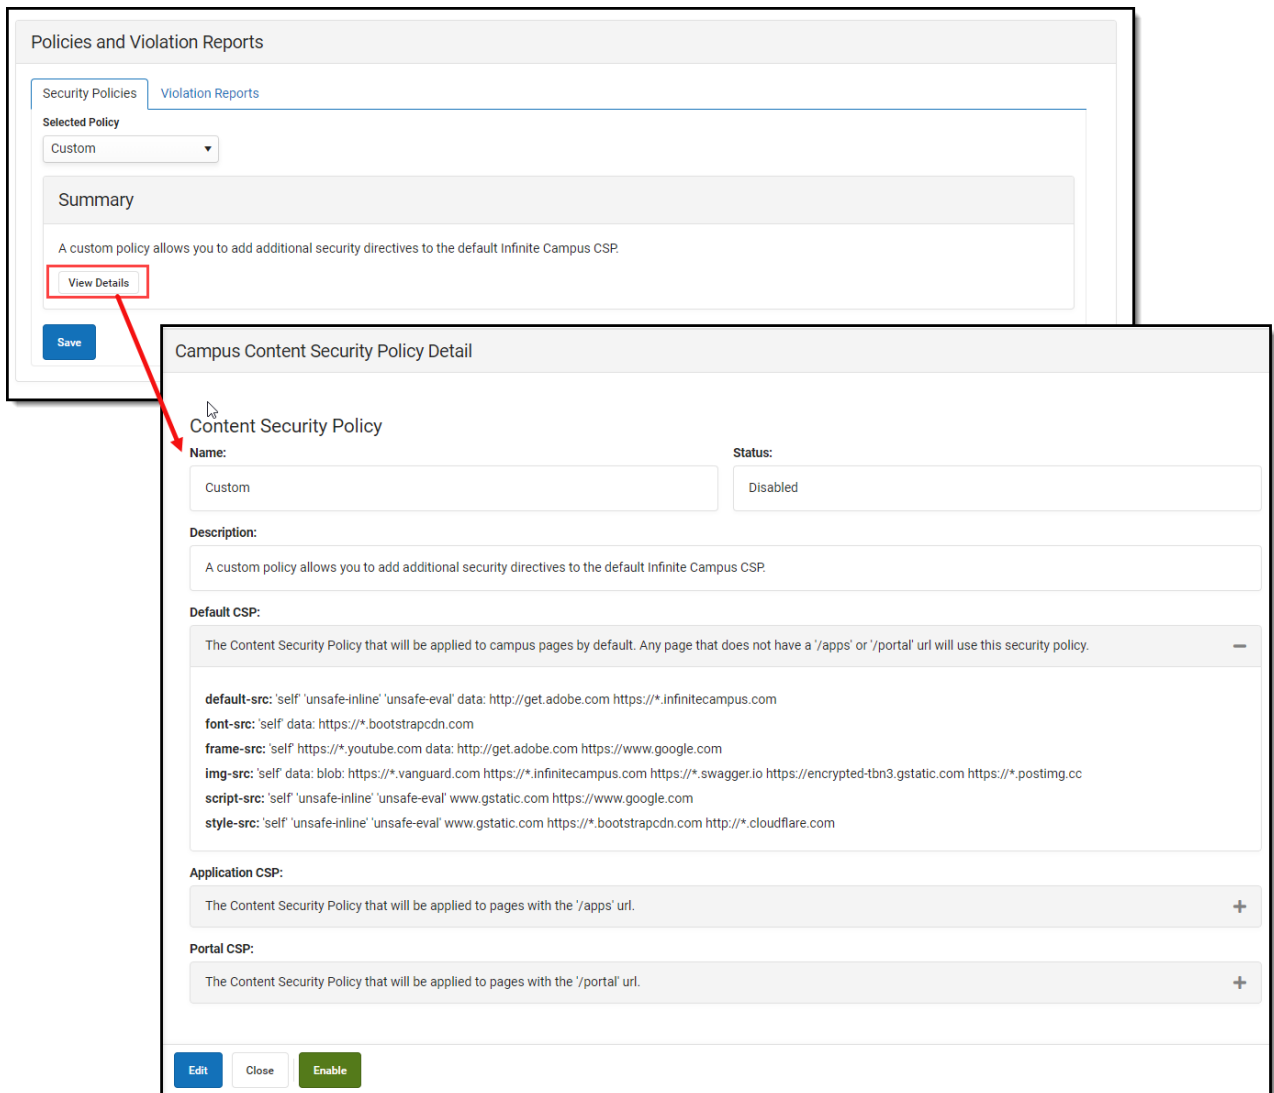 Policies and Violation Reports
Security Policies Violation Reports
Selected Policy
Custom
Summary
A custom policy allows you to add additional security directives to the default Infinite Campus CSP.
View Details
Save
Campus Content Security Policy Detail
Content Security Policy
Name: Status:
Custom Disabled
Description:
A custom policy allows you to add additional security directives to the default Infinite Campus CSP.
Default CSP:
The Content Security Policy that will be applied to campus pages by default. Any page that does not have a '/apps' or '/portal' url will use this security policy.
default-src: 'self' 'unsafe-inline' 'unsafe-eval' data: http://get.adobe.com https://*.infinitecampus.com
font-src: 'self' data: https://*.bootstrapcdn.com
frame-src: 'self' https://*.youtube.com data: http://get.adobe.com https://www.google.com
img-src: 'self' data: blob: https://*.vanguard.com https://*.infinitecampus.com https://*.swagger.io https://encrypted-tbn3.gstatic.com https://*.postimg.cc
script-src: 'self' 'unsafe-inline' 'unsafe-eval' www.gstatic.com https://www.google.com
style-src: 'self' 'unsafe-inline' 'unsafe-eval' www.gstatic.com https://*.bootstrapcdn.com http://*.cloudflare.com
Application CSP:
The Content Security Policy that will be applied to pages with the '/apps' url.
Portal CSP:
The Content Security Policy that will be applied to pages with the '/portal' url.
Edit Close Enable